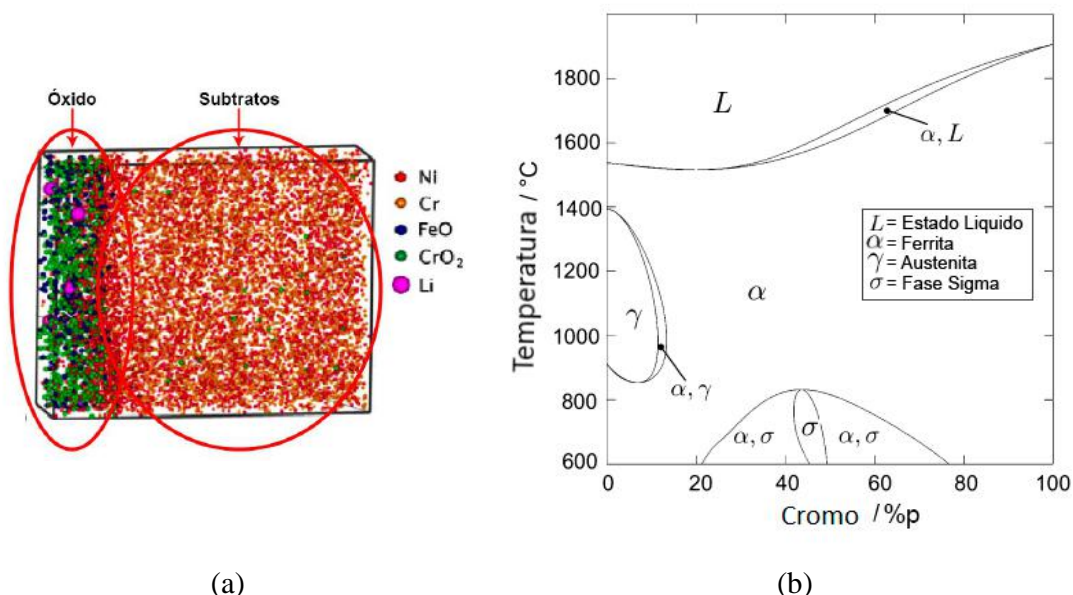 Óxido
Subtratos
Ni
Cr
FeO
CrO₂
Li
(a)
Temperatura / °C
1800
1600
1400
1200
1000
800
600
L
α, L
L = Estado Liquido
α = Ferrita
γ = Austenita
σ = Fase Sigma
α
γ
α, γ
α, σ
σ
α, σ
0
20
40
60
80
100
Cromo / %p
(b)